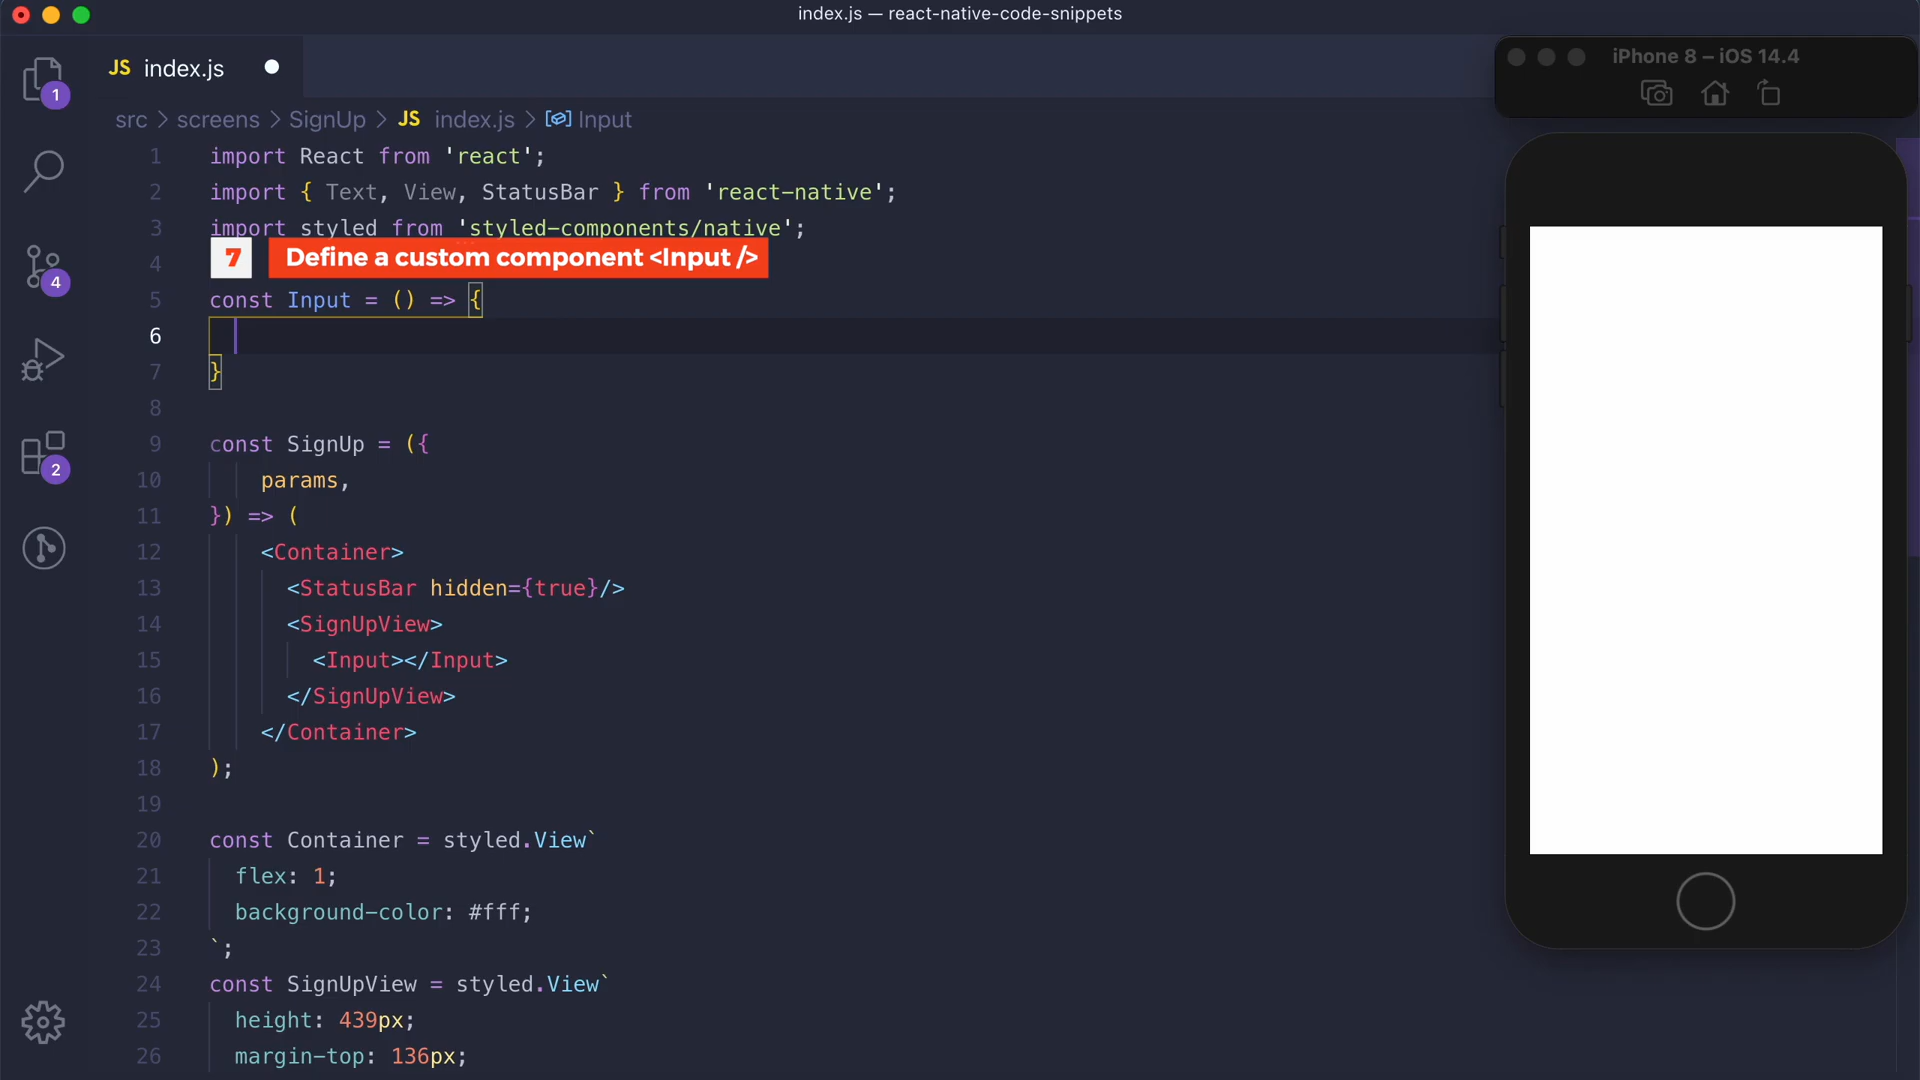 index.js — react-native-code-snippets
JS index.js
iPhone 8 – iOS 14.4
1
4
2
src > screens > SignUp > JS index.js > Input
1 import React from 'react';
2 import { Text, View, StatusBar } from 'react-native';
3 import styled from 'styled-components/native';
4
7 Define a custom component <Input />
5 const Input = () => {
6
7 }
8
9 const SignUp = ({
10 params,
11 }) => (
12 <Container>
13 <StatusBar hidden={true}/>
14 <SignUpView>
15 <Input></Input>
16 </SignUpView>
17 </Container>
18 );
19
20 const Container = styled.View`
21 flex: 1;
22 background-color: #fff;
23 `;
24 const SignUpView = styled.View`
25 height: 439px;
26 margin-top: 136px;